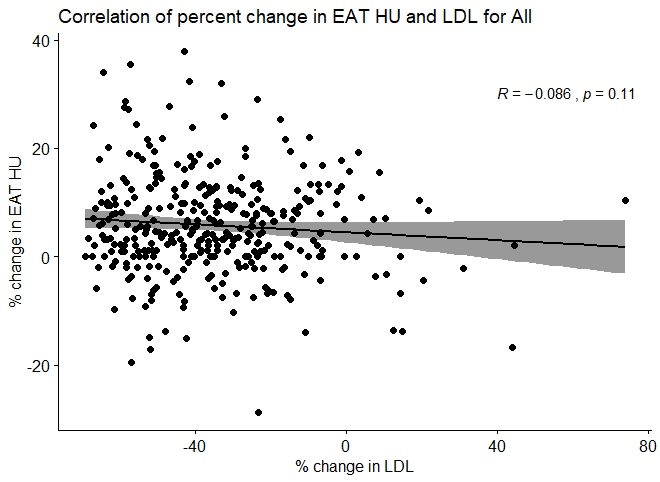 Correlation of percent change in EAT HU and LDL for All
R = −0.086 , p = 0.11
% change in EAT HU
40
20
0
-20
-40
0
40
80
% change in LDL